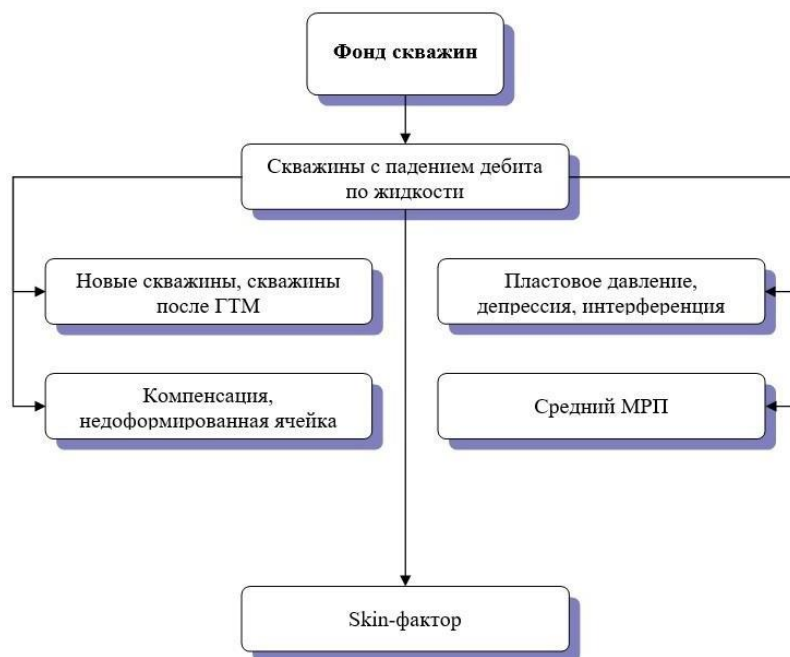 Фонд скважин
Скважины с падением дебита
по жидкости
Новые скважины, скважины
после ГТМ
Пластовое давление,
депрессия, интерференция
Компенсация,
недоформированная ячейка
Средний МРП
Skin-фактор